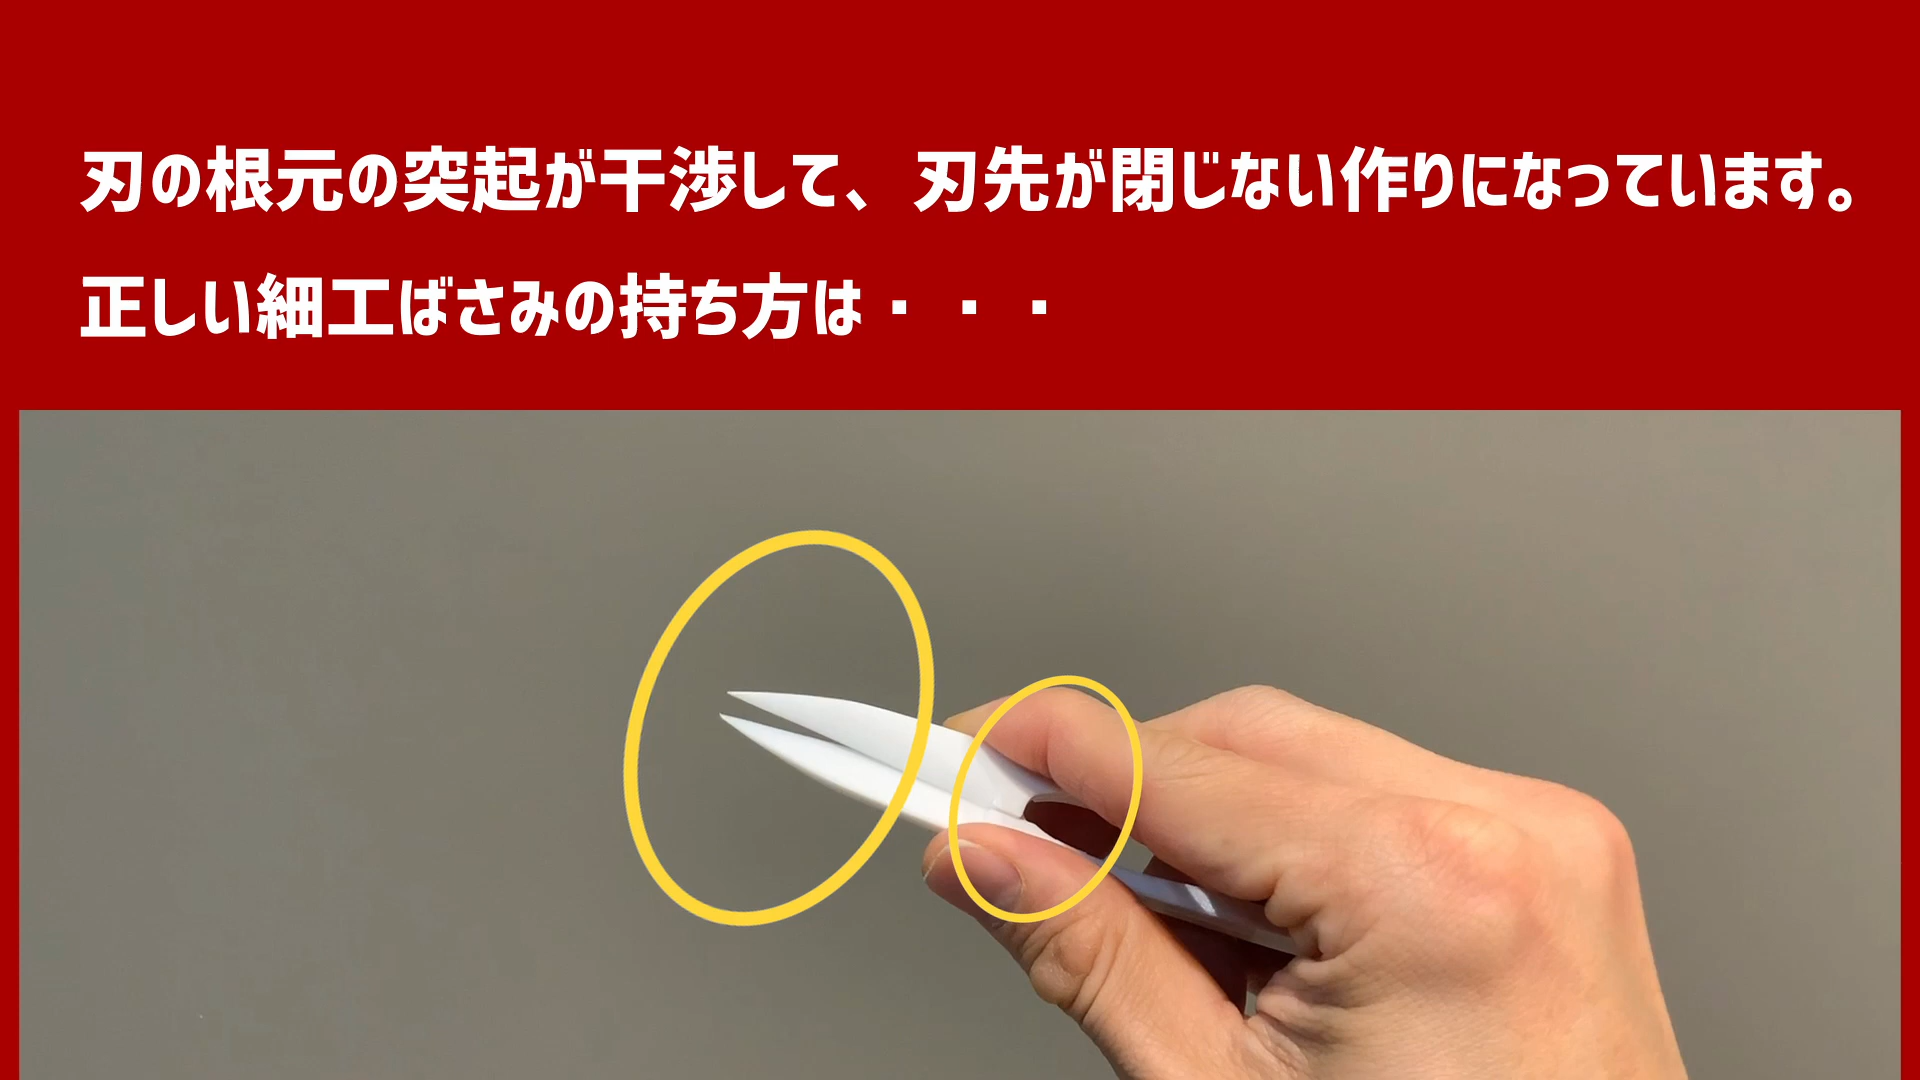 刃の根元の突起が干渉して、刃先が閉じない作りになっています。
正しい細工ばさみの持ち方は・・・